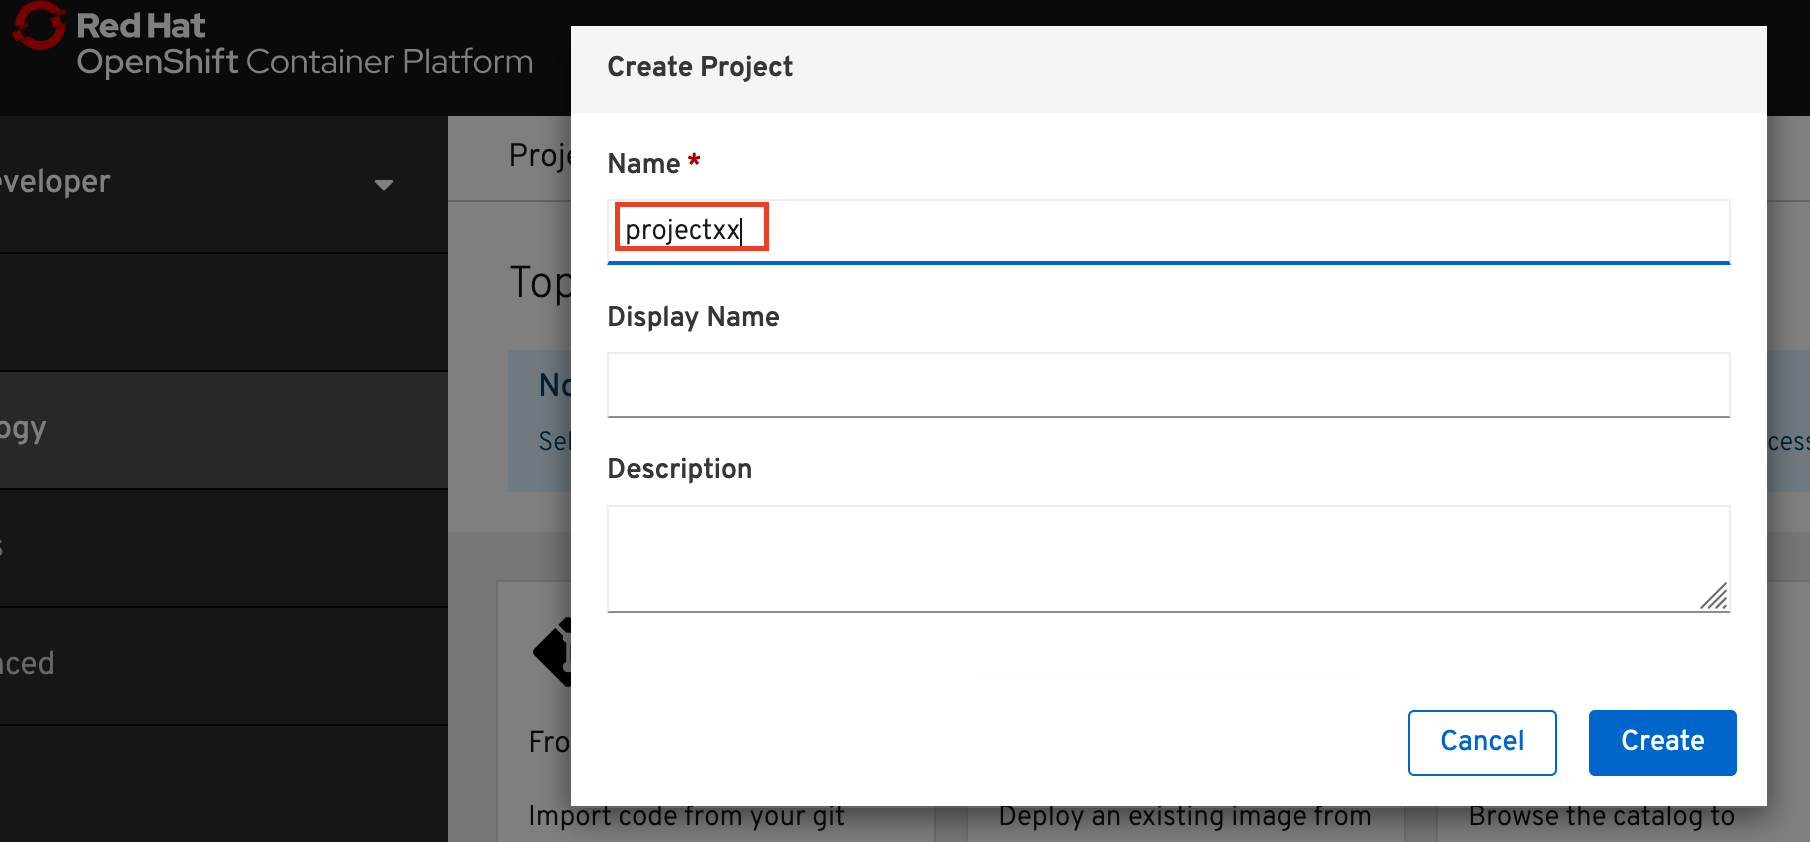 Red Hat
OpenShift Container Platform
Create Project
eveloper
Proje
Name *
projectxx
Top
Display Name
No
Sel
cess
ogy
Description
s
nced
Fro
Cancel
Create
Import code from your git
Deploy an existing image from
Browse the catalog to